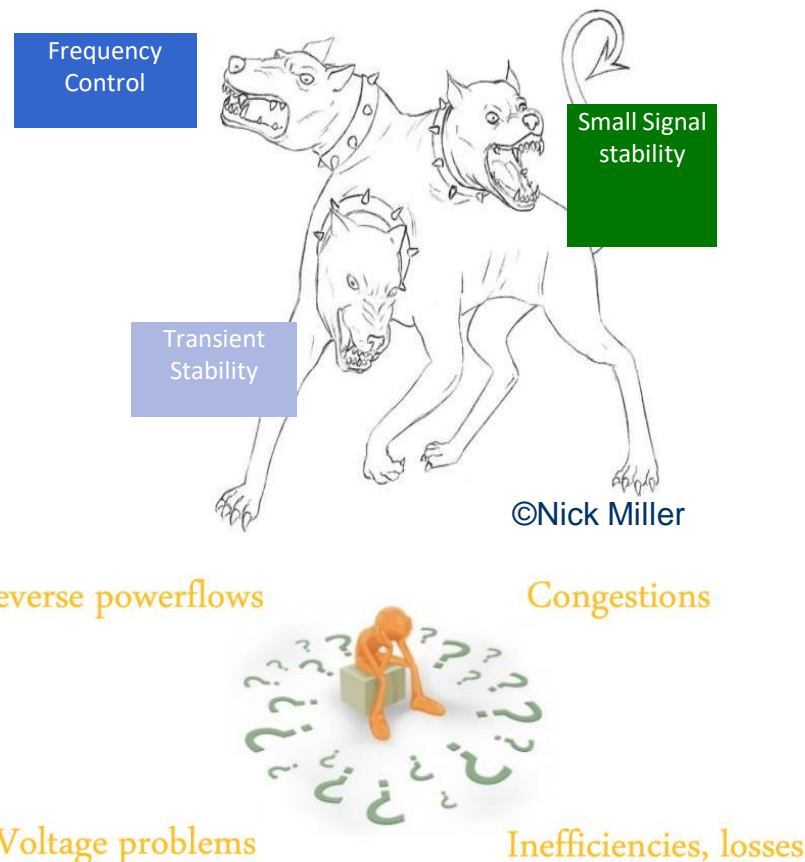 Frequency
Control
Small Signal
stability
Transient
Stability
©Nick Miller
everse powerflows
Congestions
Voltage problems
Inefficiencies, losses